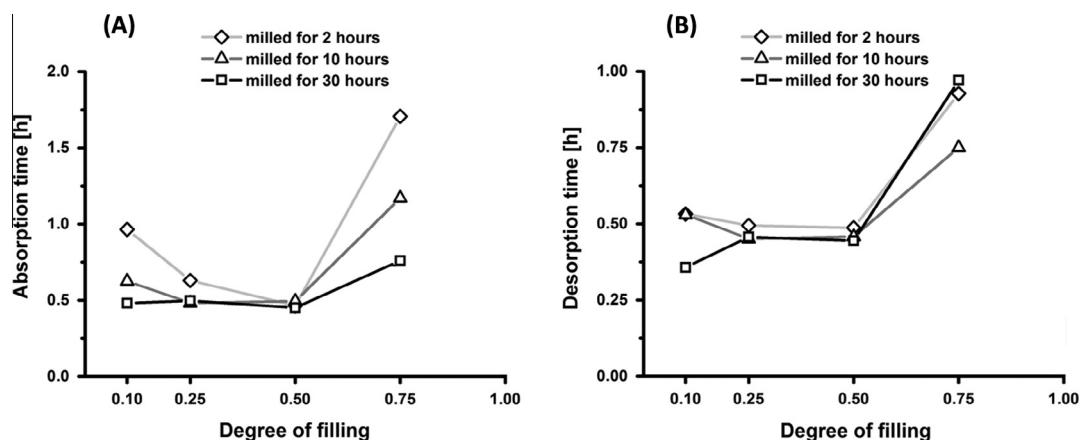 (A)
milled for 2 hours
milled for 10 hours
milled for 30 hours
2.0
1.5
1.0
0.5
0.0
Absorption time [h]
0.10 0.25 0.50 0.75 1.00
Degree of filling
(B)
milled for 2 hours
milled for 10 hours
milled for 30 hours
1.00
0.75
0.50
0.25
0.00
Desorption time [h]
0.10 0.25 0.50 0.75 1.00
Degree of filling